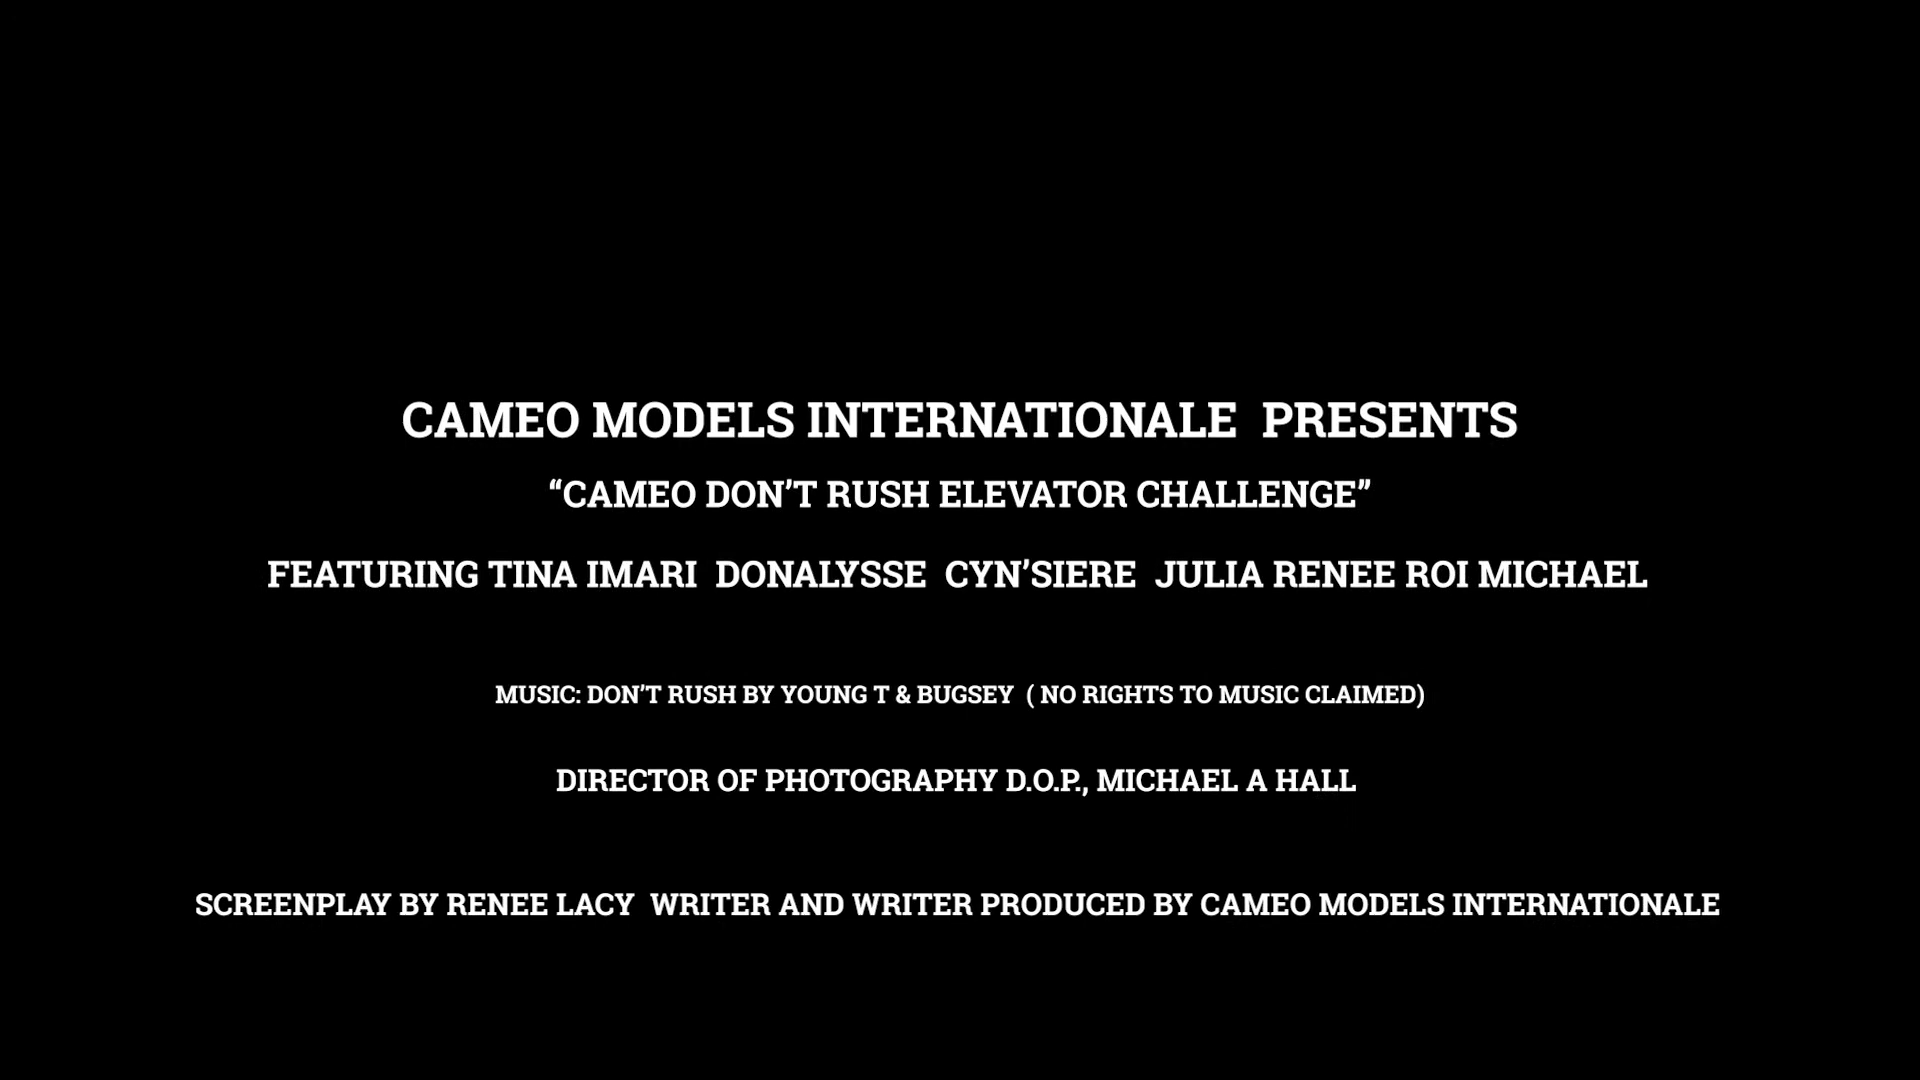 CAMEO MODELS INTERNATIONALE  PRESENTS
“CAMEO DON’T RUSH ELEVATOR CHALLENGE”
FEATURING TINA IMARI  DONALYSSE  CYN’SIERE  JULIA RENEE ROI MICHAEL
MUSIC: DON’T RUSH BY YOUNG T & BUGSEY  ( NO RIGHTS TO MUSIC CLAIMED)
DIRECTOR OF PHOTOGRAPHY D.O.P., MICHAEL A HALL
SCREENPLAY BY RENEE LACY  WRITER AND WRITER PRODUCED BY CAMEO MODELS INTERNATIONALE